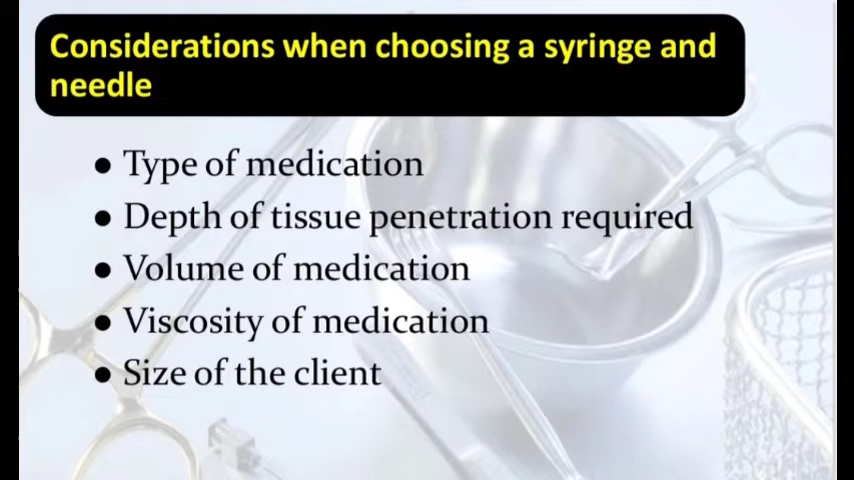 Considerations when choosing a syringe and
needle
● Type of medication
● Depth of tissue penetration required
● Volume of medication
● Viscosity of medication
● Size of the client